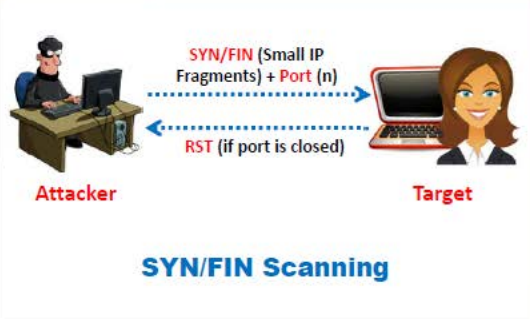 SYN/FIN (Small IP
Fragments) + Port (n)
RST (if port is closed)
Attacker
Target
SYN/FIN Scanning